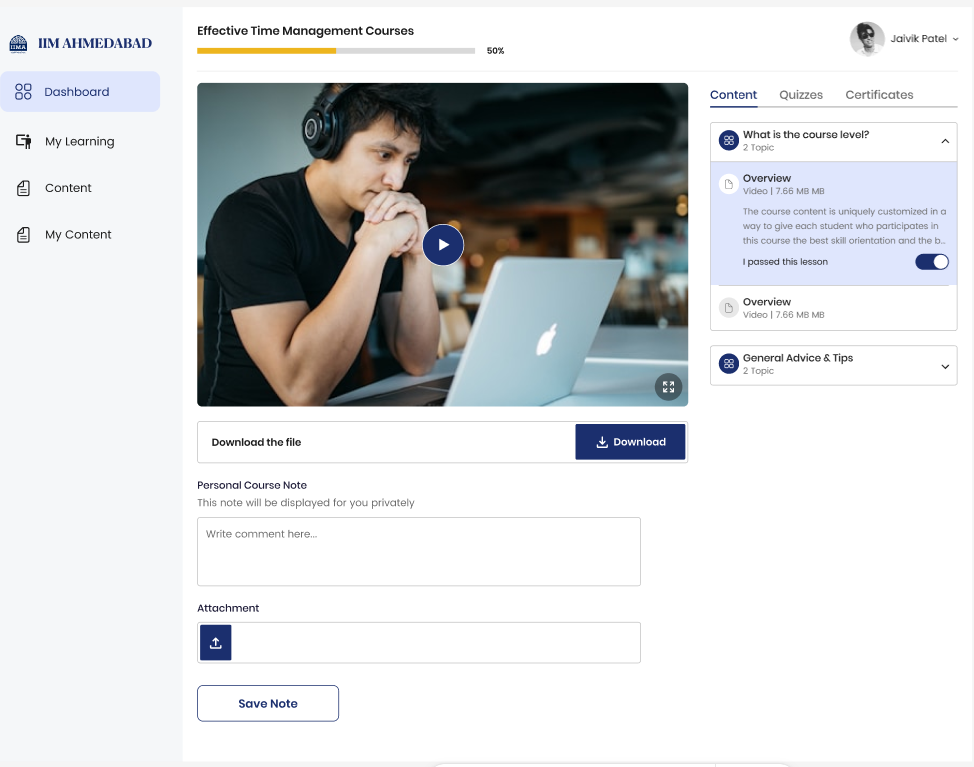 IIMA
IIM AHMEDABAD
Dashboard
My Learning
Content
My Content
Effective Time Management Courses
50%
Jaivik Patel
Download the file
Download
Personal Course Note
This note will be displayed for you privately
Write comment here...
Attachment
Save Note
Content Quizzes Certificates
What is the course level?
2 Topic
Overview
Video | 7.66 MB MB
The course content is uniquely customized in a
way to give each student who participates in
this course the best skill orientation and the b...
I passed this lesson
Overview
Video | 7.66 MB MB
General Advice & Tips
2 Topic